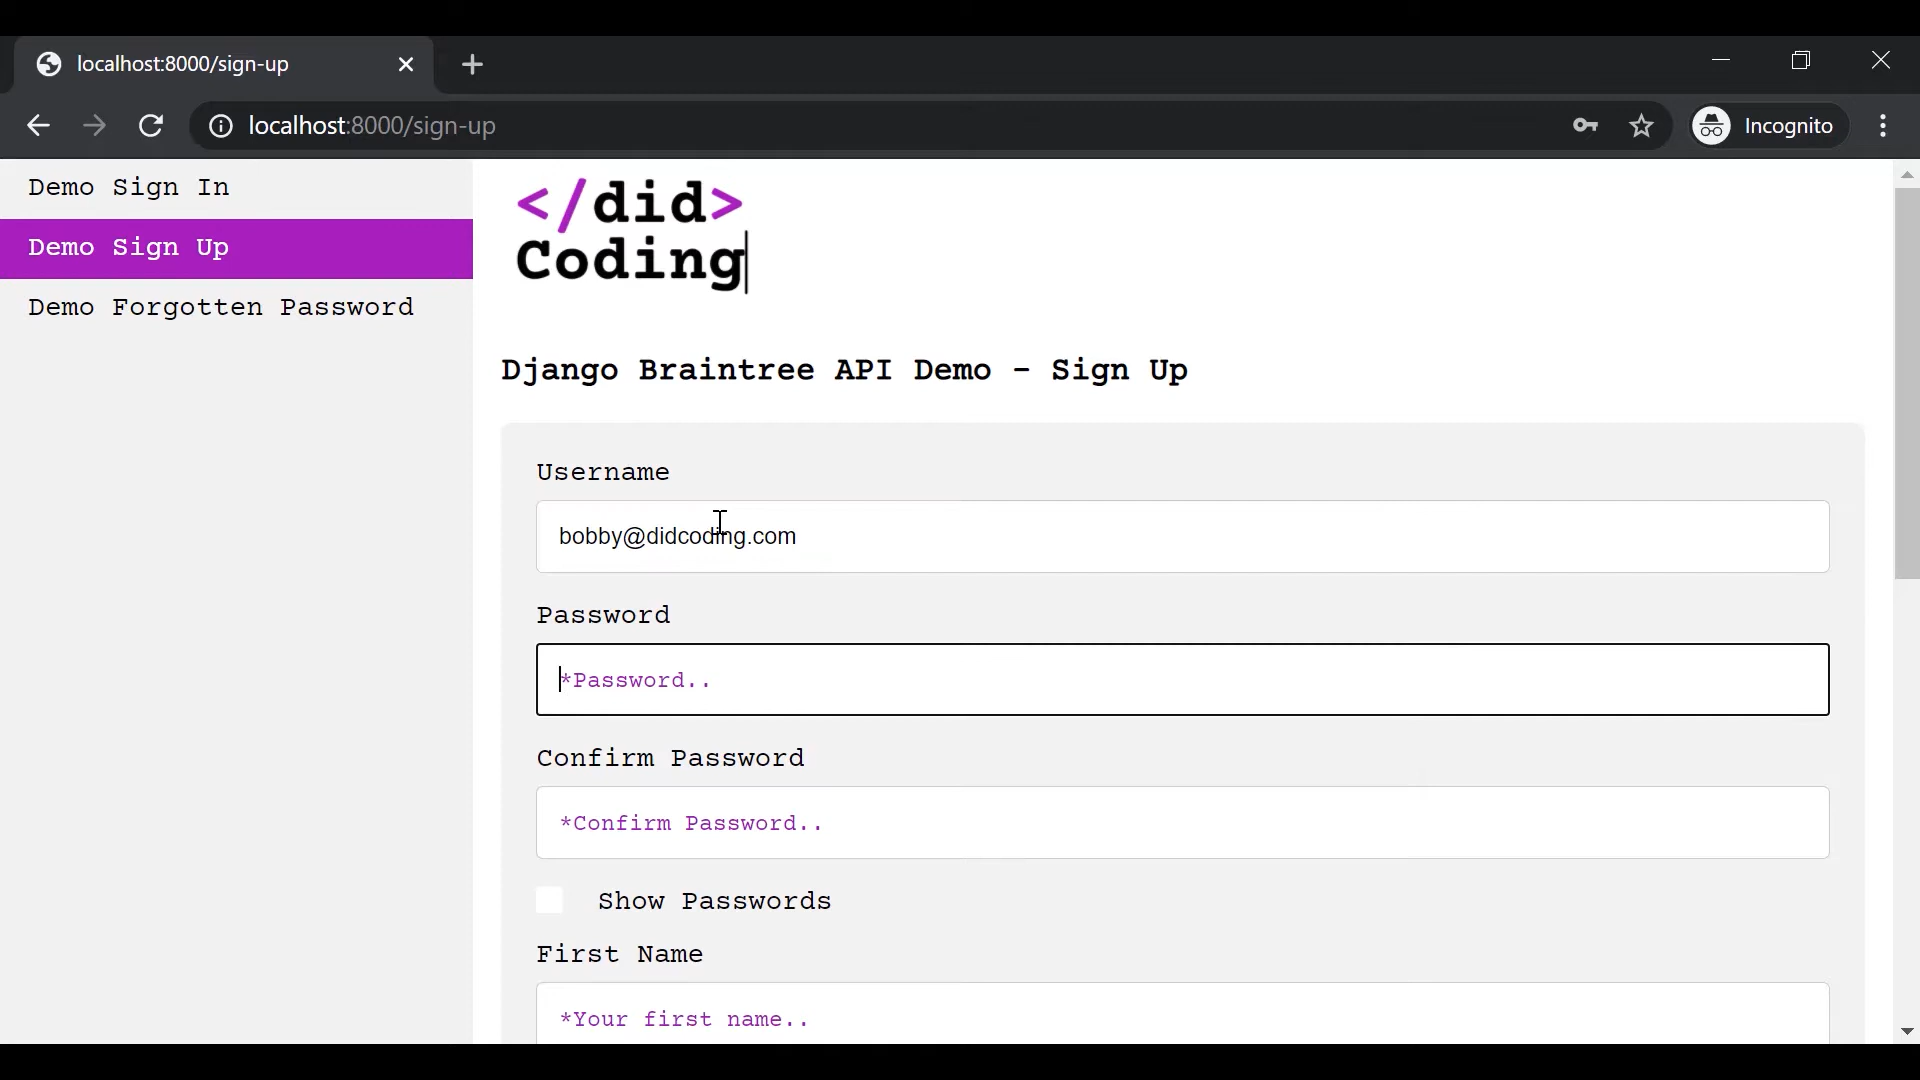 localhost:8000/sign-up
localhost:8000/sign-up
Incognito
Demo Sign In
Demo Sign Up
Demo Forgotten Password
</did>
Coding
Django Braintree API Demo - Sign Up
Username
bobby@didcoding.com
Password
*Password..
Confirm Password
*Confirm Password..
Show Passwords
First Name
*Your first name..